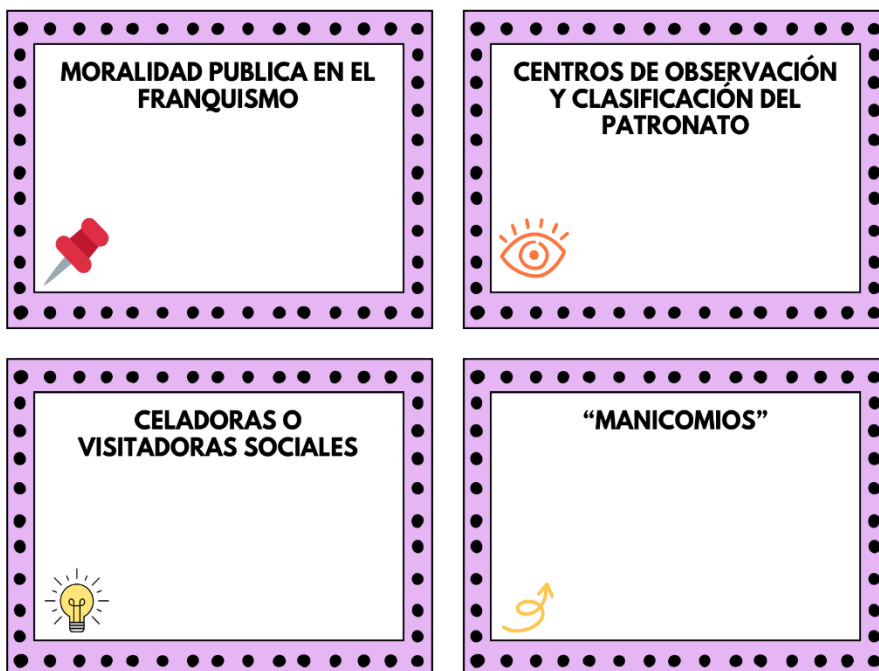 MORALIDAD PUBLICA EN EL
FRANQUISMO
CENTROS DE OBSERVACIÓN
Y CLASIFICACIÓN DEL
PATRONATO
CELADORAS O
VISITADORAS SOCIALES
“MANICOMIOS”